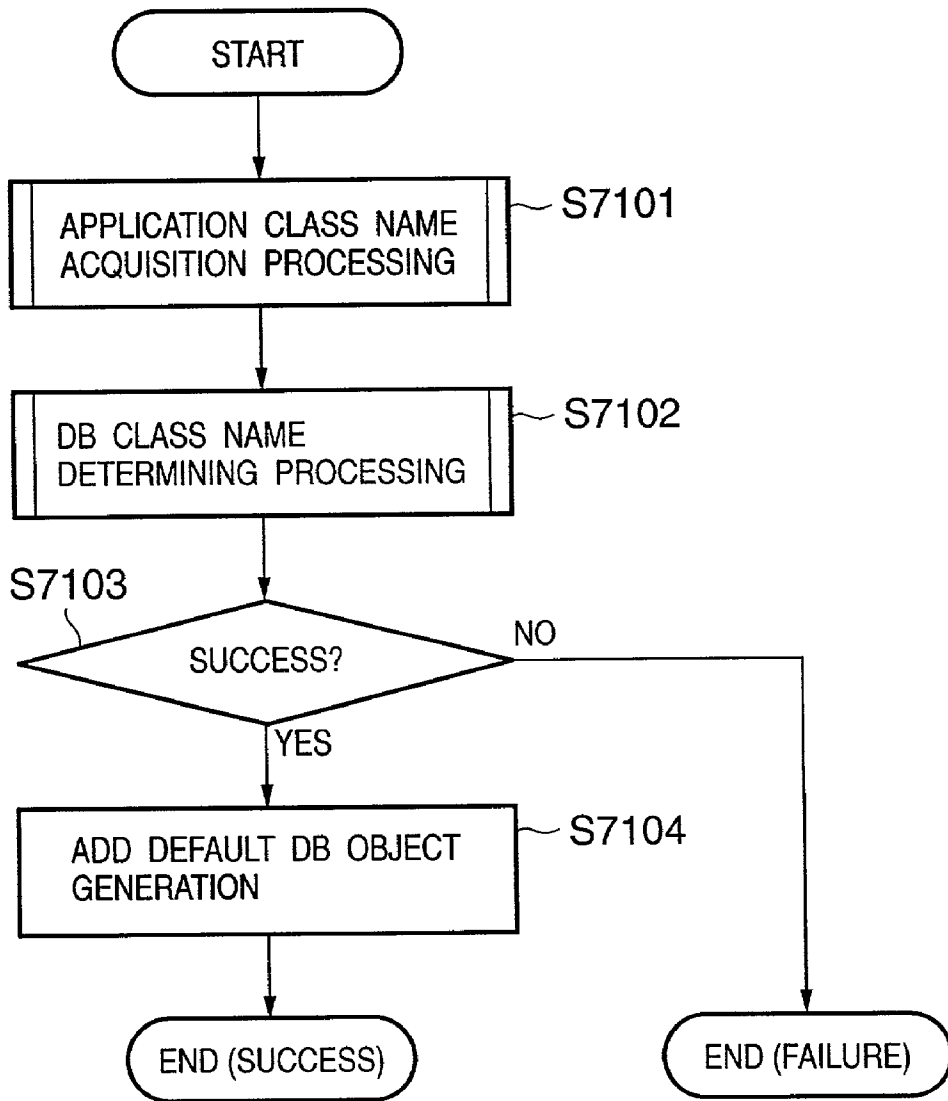 START
APPLICATION CLASS NAME
ACQUISITION PROCESSING
S7101
DB CLASS NAME
DETERMINING PROCESSING
S7102
S7103
SUCCESS?
NO
YES
ADD DEFAULT DB OBJECT
GENERATION
S7104
END (SUCCESS)
END (FAILURE)